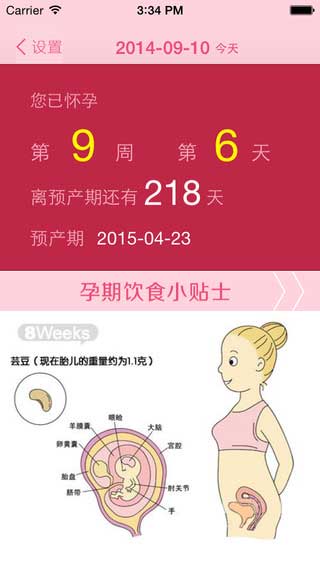 Carrier 3:34 PM
设置 2014-09-10 今天
您已怀孕
第 9 周 第 6 天
离预产期还有 218 天
预产期 2015-04-23
孕期饮食小贴士
8Weeks
芸豆（现在胎儿的重量约为1.1克）
眼睑
羊膜囊 大脑
卵黄囊 宫腔
胎盘
脐带 肘关节
手